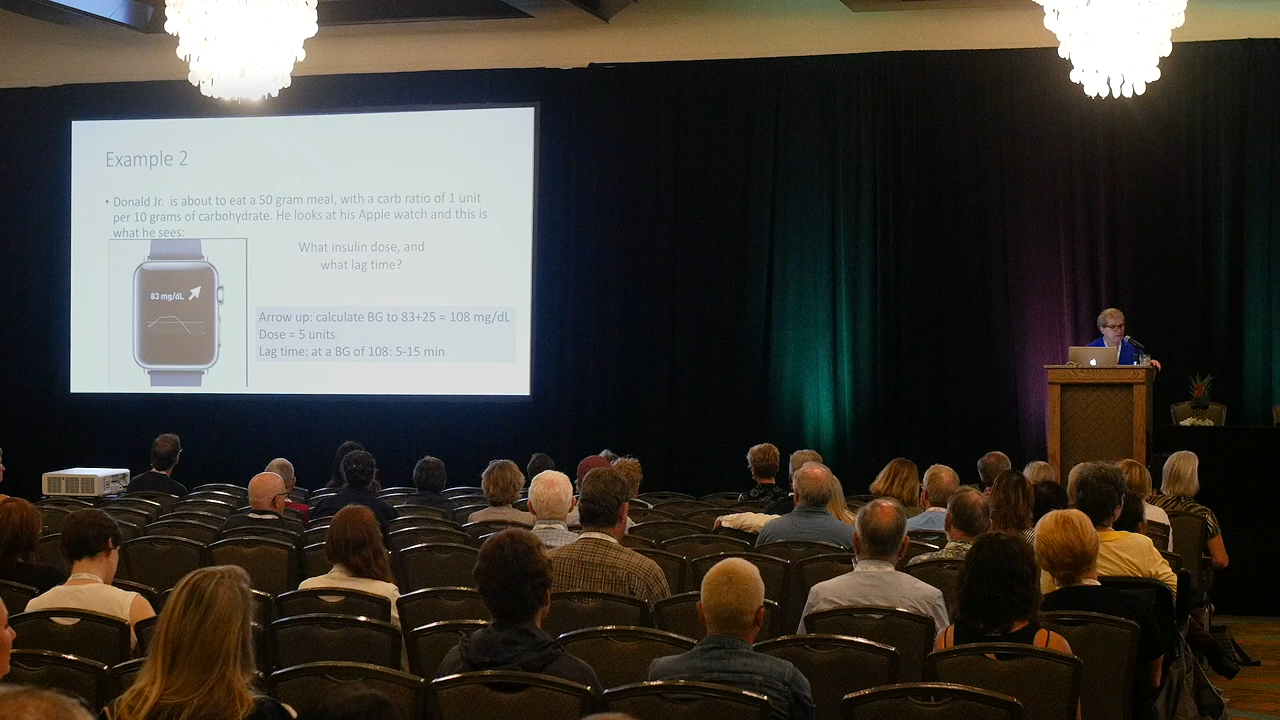 Example 2
• Donald Jr. is about to eat a 50 gram meal, with a carb ratio of 1 unit
per 10 grams of carbohydrate. He looks at his Apple watch and this is
what he sees:
What insulin dose, and
what lag time?
83 mg/dL
Arrow up: calculate BG to 83+25 = 108 mg/dL
Dose = 5 units
Lag time: at a BG of 108: 5-15 min